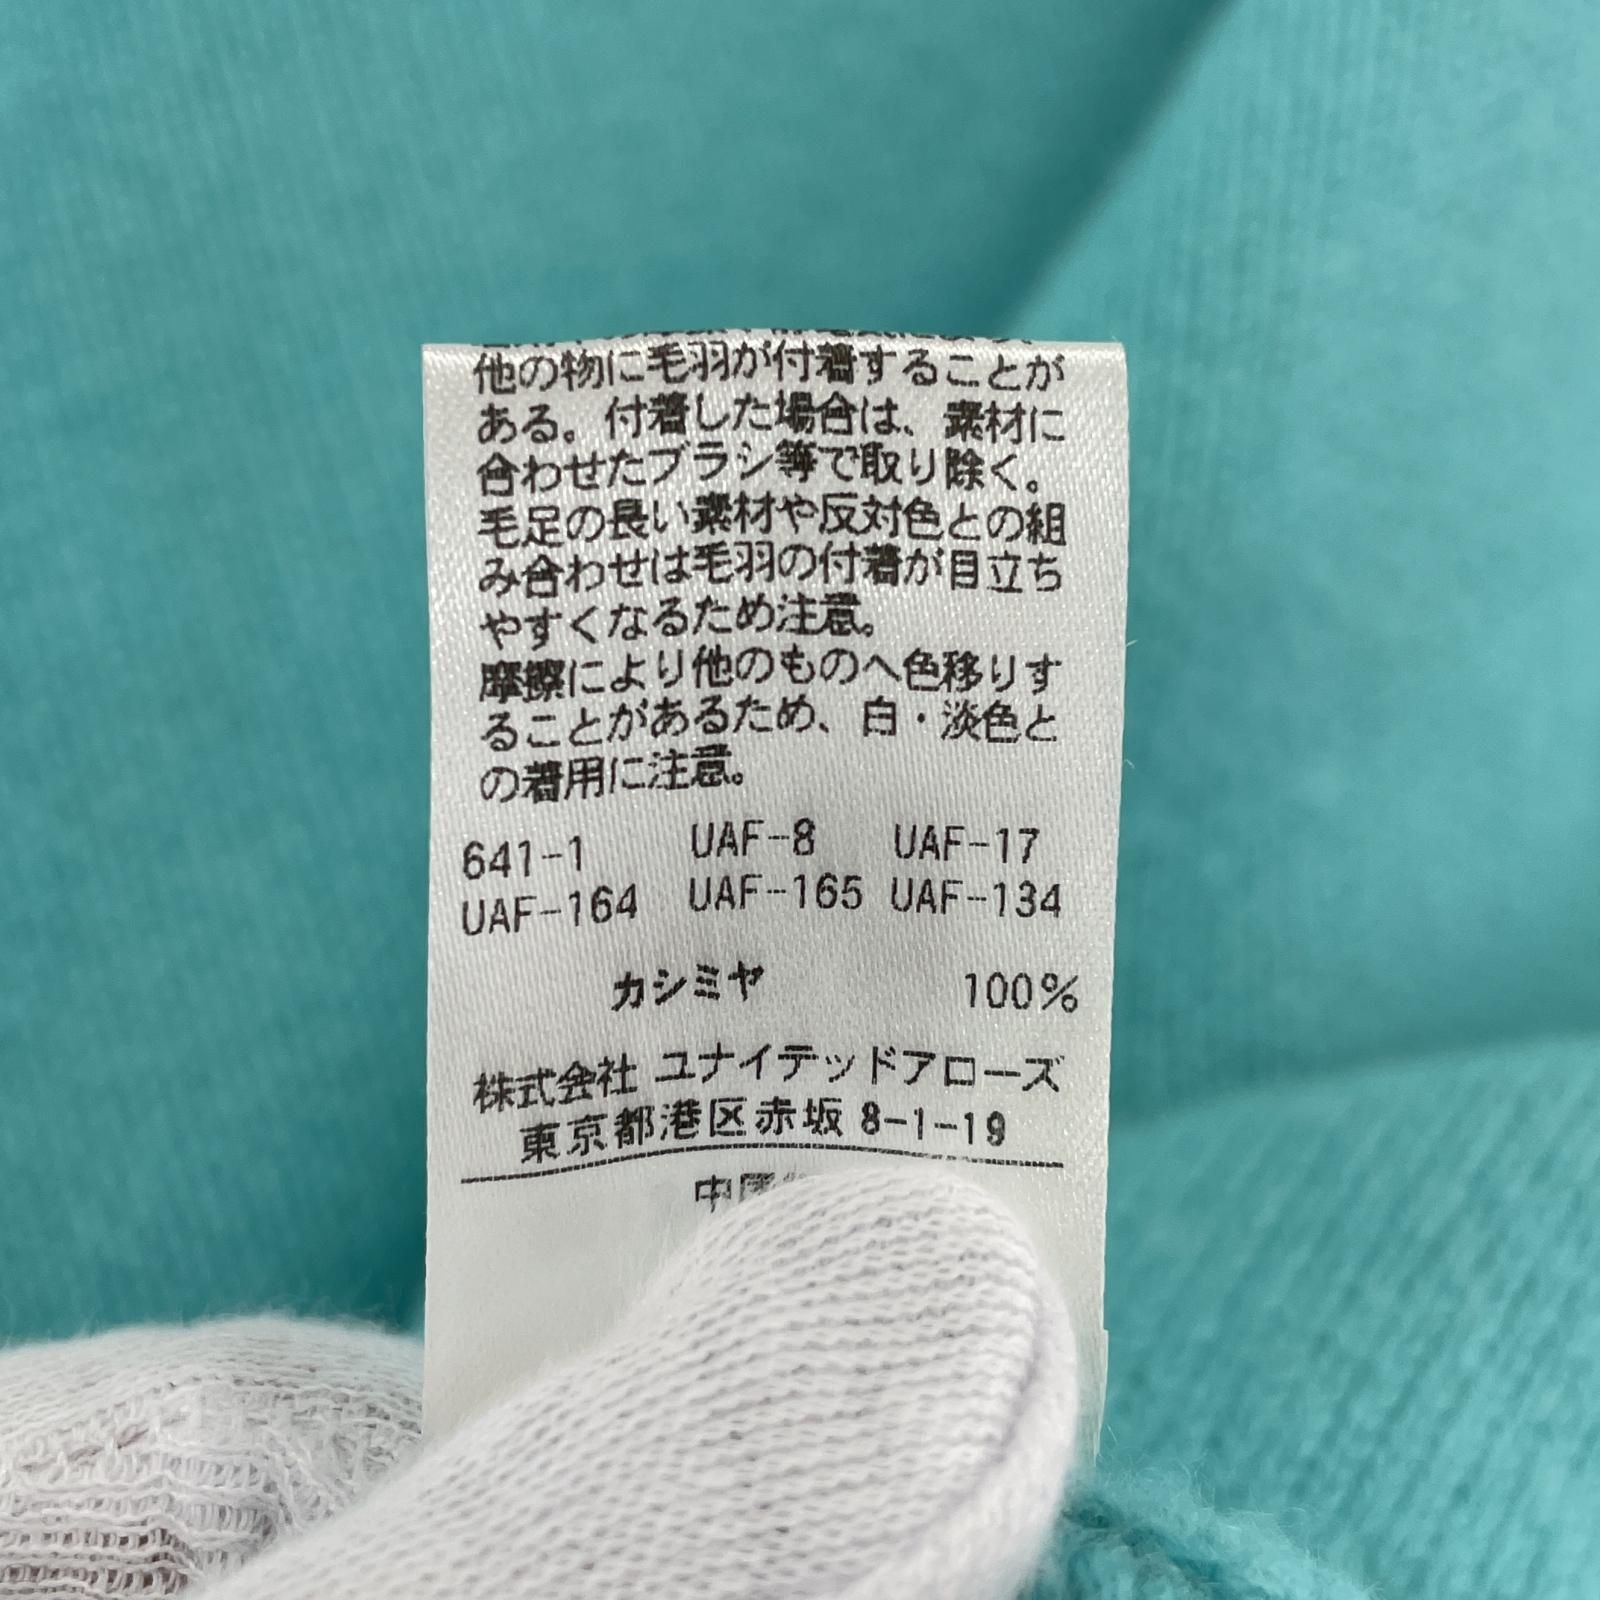 他の物に毛羽が付着することが
ある。付着した場合は、素材に
合わせたブラシ等で取り除く。
毛足の長い素材や反対色との組
み合わせは毛羽の付着が目立ち
やすくなるため注意。
摩擦により他のものへ色移りす
ることがあるため、白・淡色と
の着用に注意。
641-1 UAF-8 UAF-17
UAF-164 UAF-165 UAF-134
カシミヤ 100%
株式会社 ユナイテッドアローズ
東京都港区赤坂 8-1-19
中国